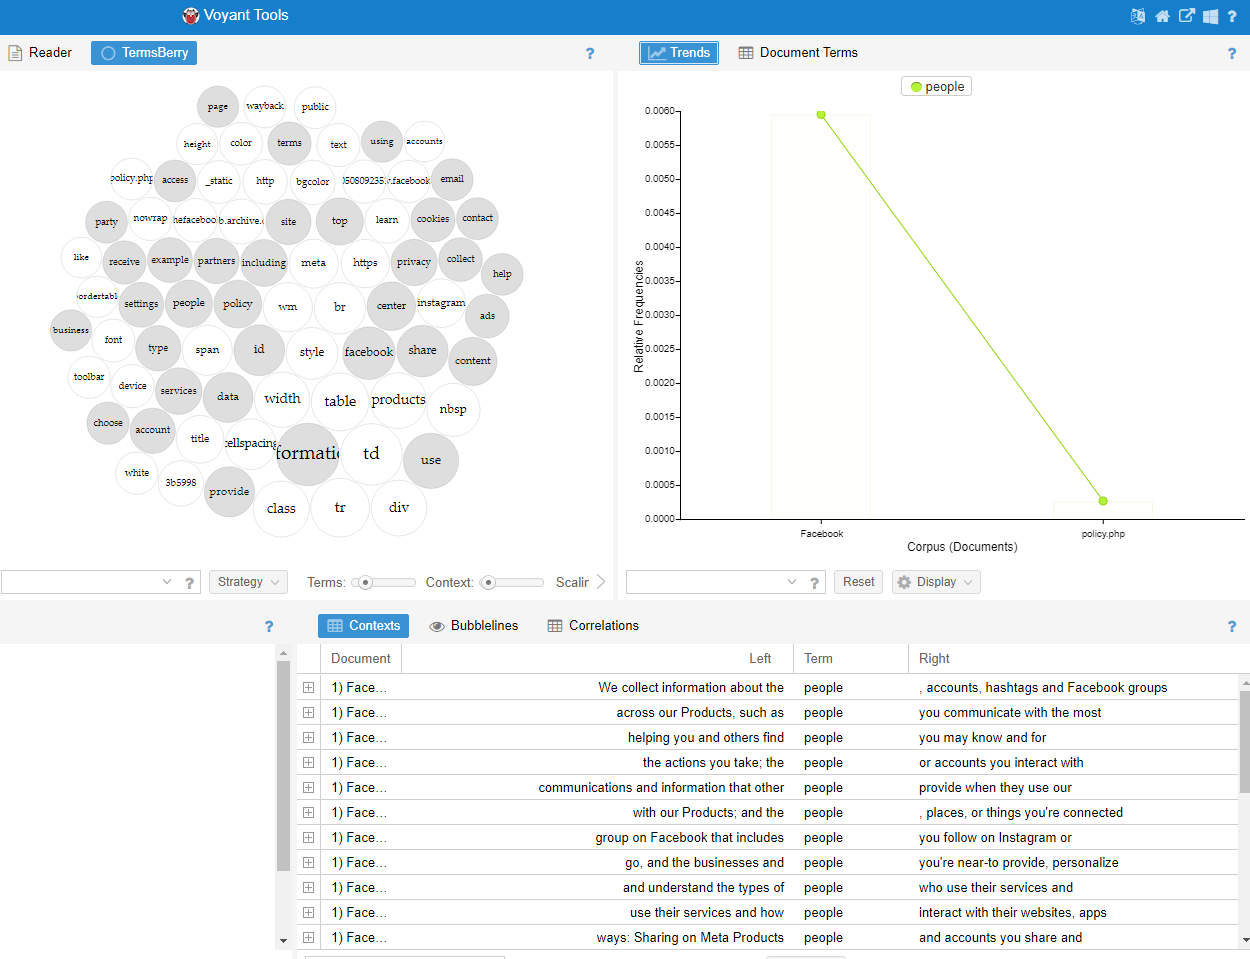 Voyant Tools
?
Reader
TermsBerry
?
Trends
Document Terms
?
page wayback public
height color terms text using accounts
policy.php access _static http bgcolor 050809235 .facebook email
party nowrap hefaceboo b.archive.o site top learn cookies contact
like receive example partners including meta https privacy collect help
bordertabl settings people policy wm br center instagram ads
business font type span id style facebook share content
toolbar device services data width table products nbsp
choose account title cellspacing formatio td use
white 3b5998 provide class tr div
people
0.0060
0.0055
0.0050
0.0045
0.0040
0.0035
0.0030
0.0025
0.0020
0.0015
0.0010
0.0005
0.0000
Relative Frequencies
Facebook policy.php
Corpus (Documents)
? Strategy Terms: Context: Scalin
? Reset Display
?
Contexts
Bubblelines
Correlations
?
Document Left Term Right
1) Face... We collect information about the people , accounts, hashtags and Facebook groups
1) Face... across our Products, such as people you communicate with the most
1) Face... helping you and others find people you may know and for
1) Face... the actions you take; the people or accounts you interact with
1) Face... communications and information that other people provide when they use our
1) Face... with our Products; and the people , places, or things you're connected
1) Face... group on Facebook that includes people you follow on Instagram or
1) Face... go, and the businesses and people you're near-to provide, personalize
1) Face... and understand the types of people who use their services and
1) Face... use their services and how people interact with their websites, apps
1) Face... ways: Sharing on Meta Products people and accounts you share and